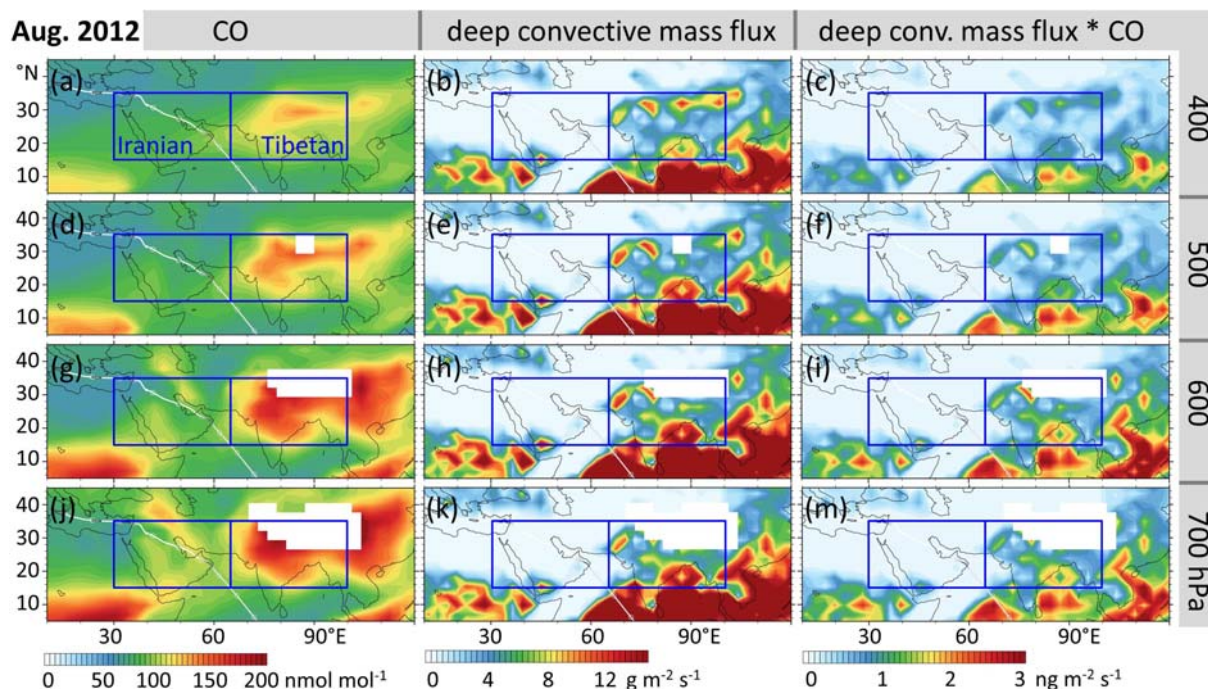 Aug. 2012 CO deep convective mass flux deep conv. mass flux * CO
°N
(a) (b) (c) 400
30
Iranian Tibetan
20
10
(d) (e) (f) 500
40
30
20
10
(g) (h) (i) 600
40
30
20
10
(j) (k) (m) 700 hPa
40
30
20
10
30 60 90°E 30 60 90°E 30 60 90°E
0 50 100 150 200 nmol mol⁻¹ 0 4 8 12 g m⁻² s⁻¹ 0 1 2 3 ng m⁻² s⁻¹